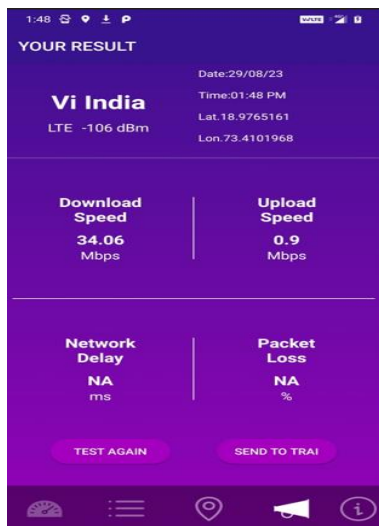 1:48
VoLTE
YOUR RESULT
Vi India
LTE -106 dBm
Date:29/08/23
Time:01:48 PM
Lat.18.9765161
Lon.73.4101968
Download
Speed
34.06
Mbps
Upload
Speed
0.9
Mbps
Network
Delay
NA
ms
Packet
Loss
NA
%
TEST AGAIN
SEND TO TRAI